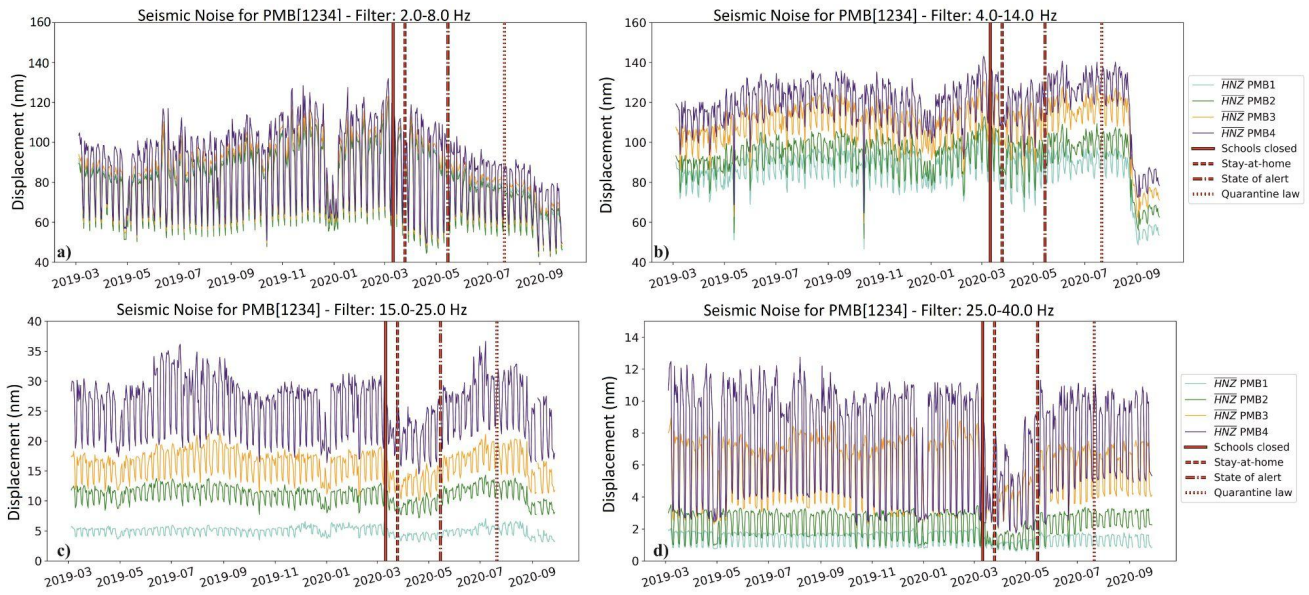 Seismic Noise for PMB[1234] - Filter: 2.0-8.0 Hz
Displacement (nm)
160
140
120
100
80
60
40
a)
2019-03 2019-05 2019-07 2019-09 2019-11 2020-01 2020-03 2020-05 2020-07 2020-09
Seismic Noise for PMB[1234] - Filter: 4.0-14.0 Hz
Displacement (nm)
160
140
120
100
80
60
40
b)
2019-03 2019-05 2019-07 2019-09 2019-11 2020-01 2020-03 2020-05 2020-07 2020-09
HNZ PMB1
HNZ PMB2
HNZ PMB3
HNZ PMB4
Schools closed
Stay-at-home
State of alert
Quarantine law
Seismic Noise for PMB[1234] - Filter: 15.0-25.0 Hz
Displacement (nm)
40
35
30
25
20
15
10
5
0
c)
2019-03 2019-05 2019-07 2019-09 2019-11 2020-01 2020-03 2020-05 2020-07 2020-09
Seismic Noise for PMB[1234] - Filter: 25.0-40.0 Hz
Displacement (nm)
14
12
10
8
6
4
2
0
d)
2019-03 2019-05 2019-07 2019-09 2019-11 2020-01 2020-03 2020-05 2020-07 2020-09
HNZ PMB1
HNZ PMB2
HNZ PMB3
HNZ PMB4
Schools closed
Stay-at-home
State of alert
Quarantine law